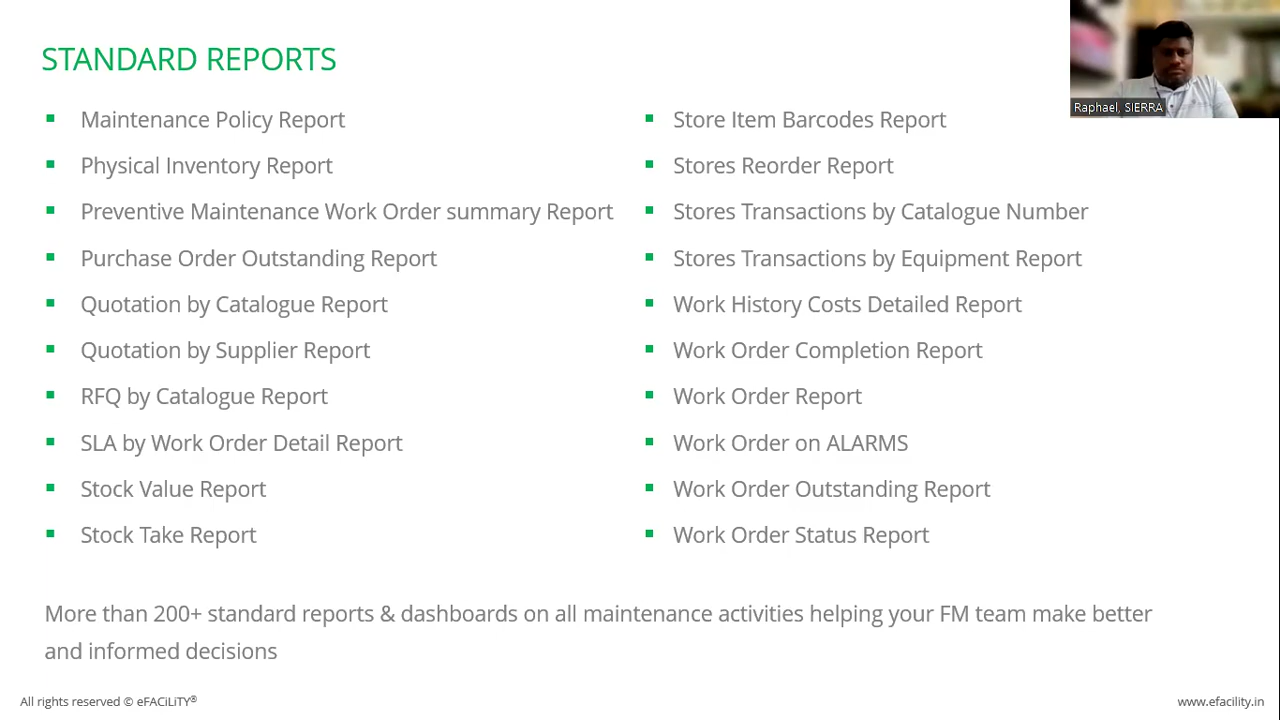 STANDARD REPORTS
Raphael, SIERRA
Maintenance Policy Report
Physical Inventory Report
Preventive Maintenance Work Order summary Report
Purchase Order Outstanding Report
Quotation by Catalogue Report
Quotation by Supplier Report
RFQ by Catalogue Report
SLA by Work Order Detail Report
Stock Value Report
Stock Take Report
Store Item Barcodes Report
Stores Reorder Report
Stores Transactions by Catalogue Number
Stores Transactions by Equipment Report
Work History Costs Detailed Report
Work Order Completion Report
Work Order Report
Work Order on ALARMS
Work Order Outstanding Report
Work Order Status Report
More than 200+ standard reports & dashboards on all maintenance activities helping your FM team make better
and informed decisions
All rights reserved © eFACiLiTY®
www.efacility.in